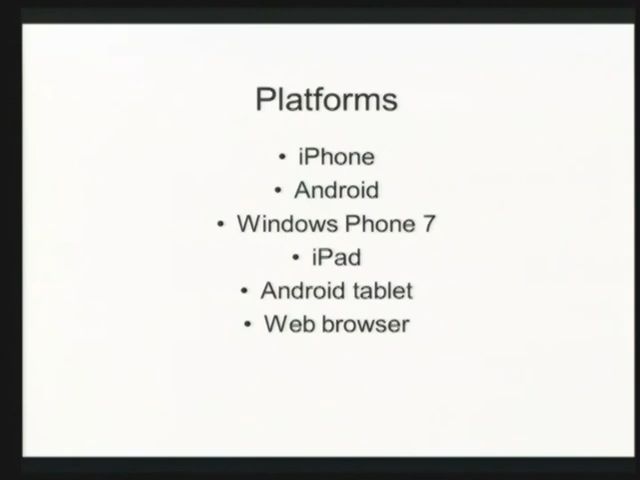 Platforms
• iPhone
• Android
• Windows Phone 7
• iPad
• Android tablet
• Web browser